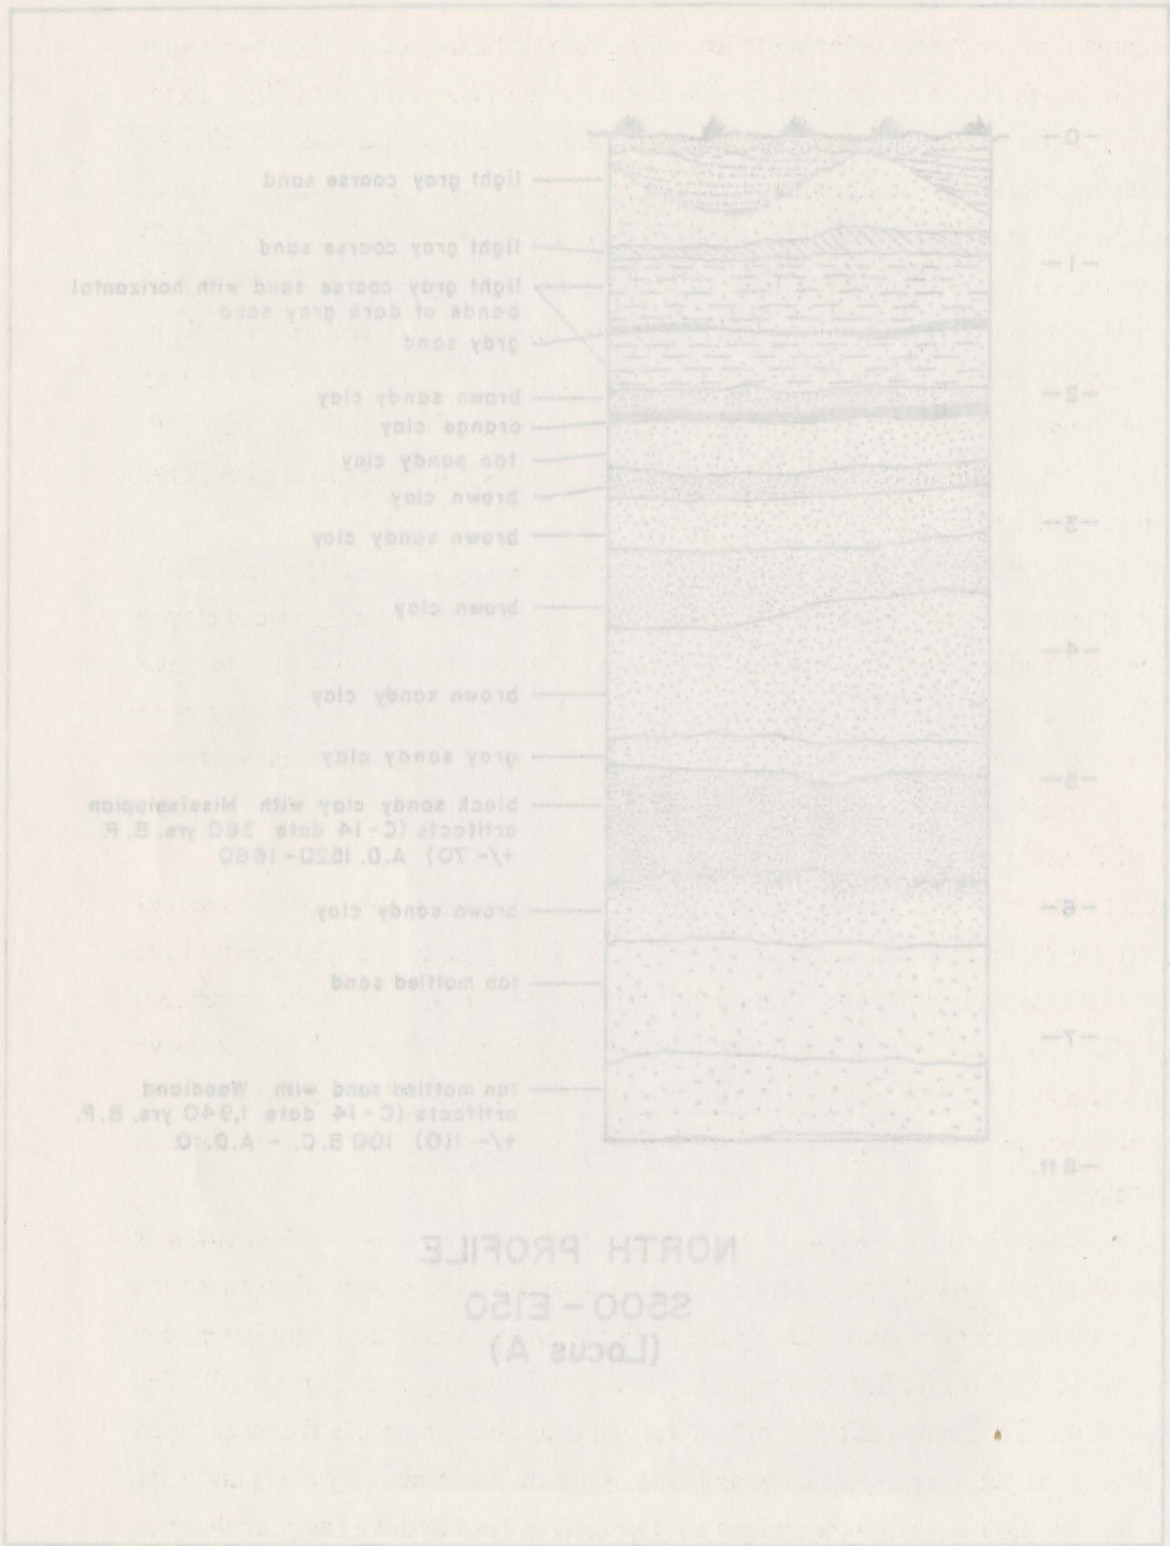 0
light gray coarse sand
light gray coarse sand
1
light gray coarse sand with horizontal
bands of dark gray sand
gray sand
2
brown sandy clay
orange clay
tan sandy clay
brown clay
3
brown sandy clay
brown clay
4
brown sandy clay
gray sandy clay
5
black sandy clay with Mississippian
artifacts (C-14 date 360 yrs. B.P.
+/- 70) A.D. 1520-1660
6
brown sandy clay
tan mottled sand
7
tan mottled sand with Woodland
artifacts (C-14 date 1,940 yrs. B.P.
+/- 110) 100 B.C. - A.D.
8 ft.
NORTH PROFILE
S500-E150
(Locus A)